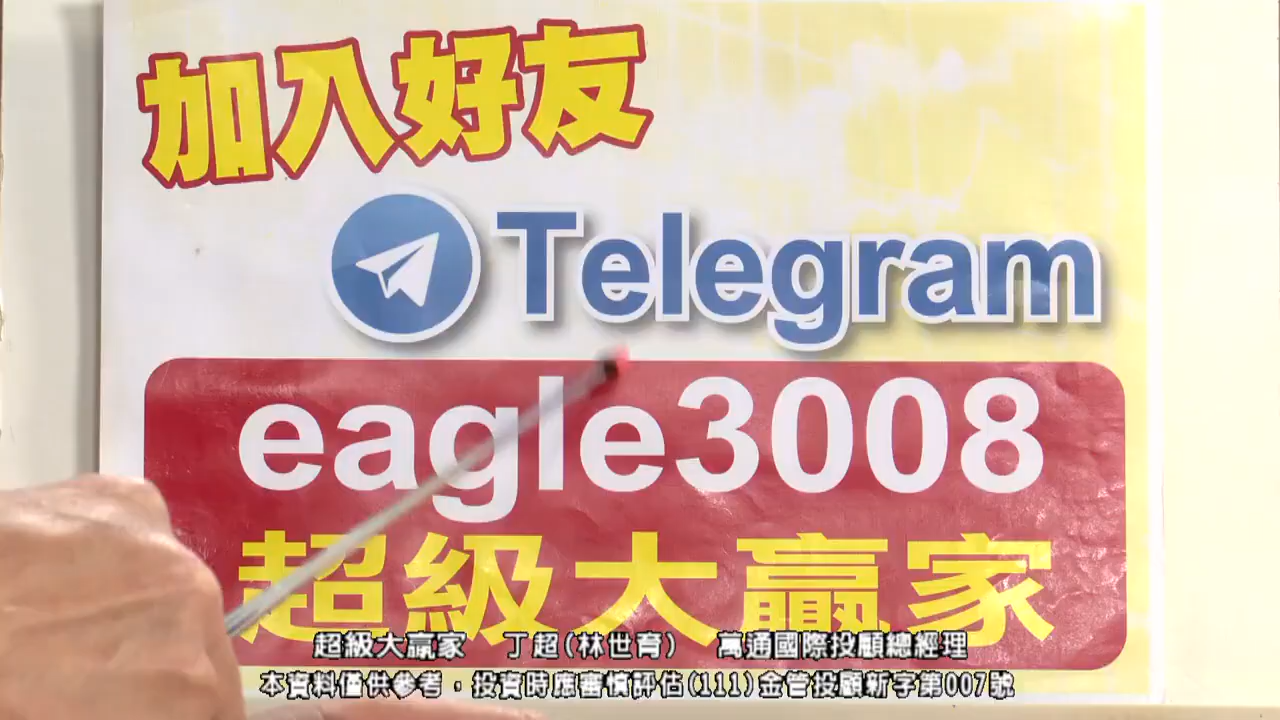 加入好友
Telegram
eagle3008
超級大贏家
超級大贏家 丁超(林世育) 萬通國際投顧總經理
本資料僅供參考，投資時應審慎評估(111)金管投顧新字第007號